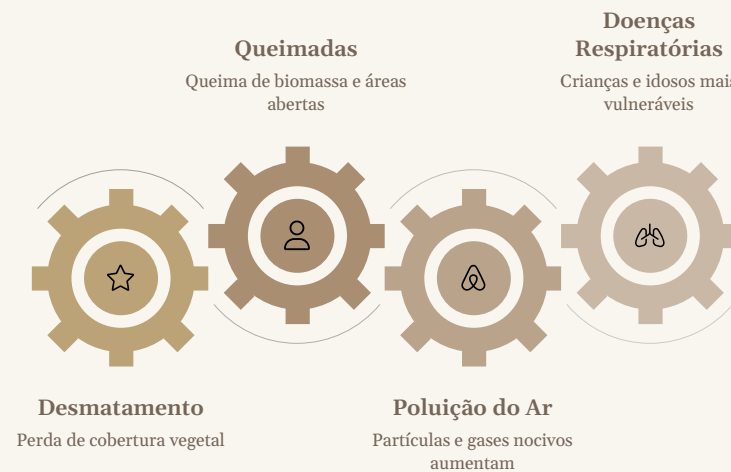 Doenças
Respiratórias
Crianças e idosos mais
vulneráveis
Queimadas
Queima de biomassa e áreas
abertas
Desmatamento
Perda de cobertura vegetal
Poluição do Ar
Partículas e gases nocivos
aumentam